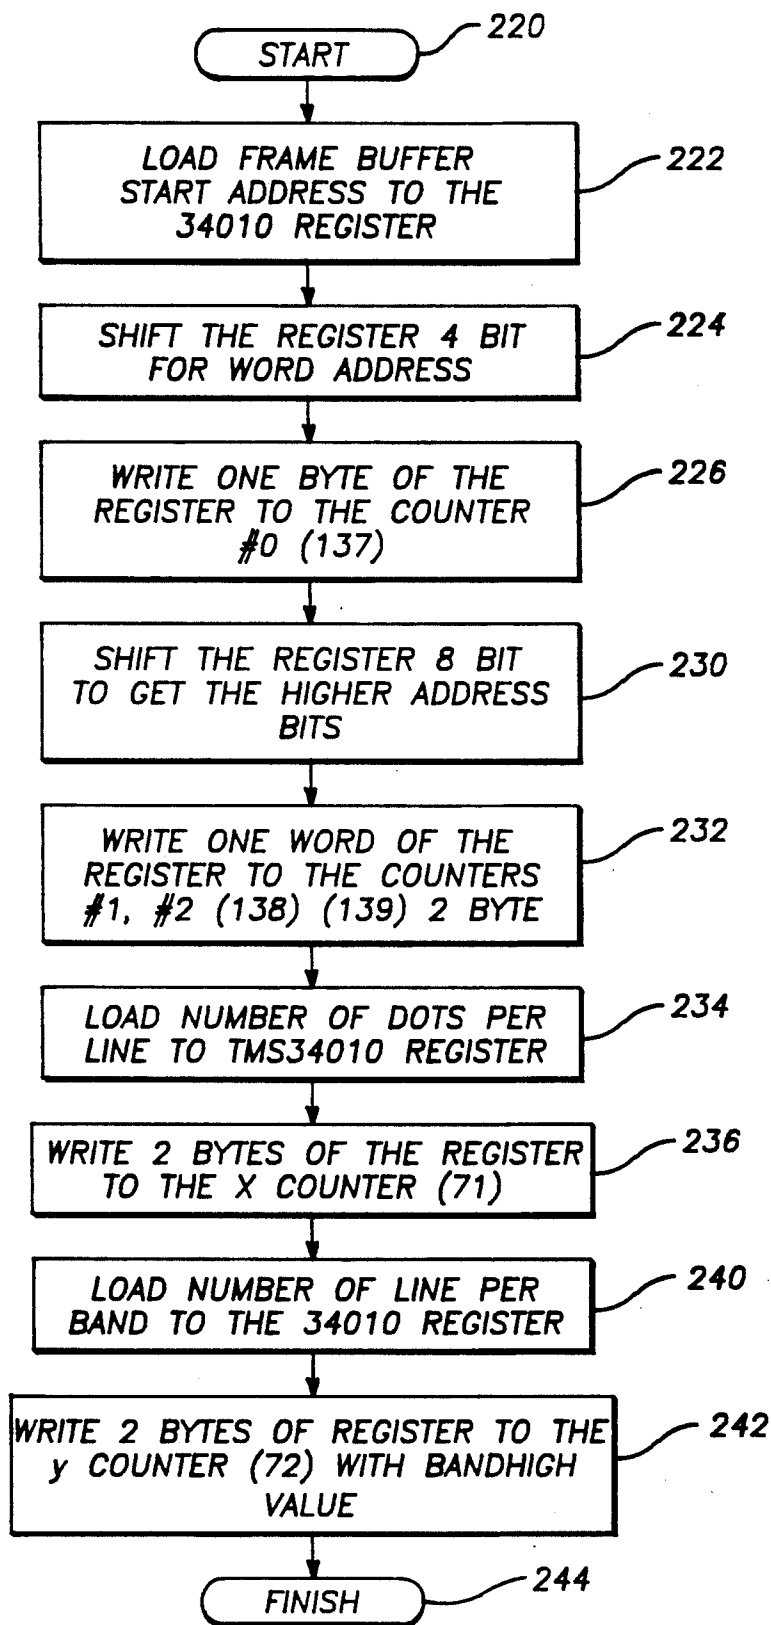 220
START
LOAD FRAME BUFFER
START ADDRESS TO THE
34010 REGISTER
222
SHIFT THE REGISTER 4 BIT
FOR WORD ADDRESS
224
WRITE ONE BYTE OF THE
REGISTER TO THE COUNTER
#0 (137)
226
SHIFT THE REGISTER 8 BIT
TO GET THE HIGHER ADDRESS
BITS
230
WRITE ONE WORD OF THE
REGISTER TO THE COUNTERS
#1, #2 (138) (139) 2 BYTE
232
LOAD NUMBER OF DOTS PER
LINE TO TMS34010 REGISTER
234
WRITE 2 BYTES OF THE REGISTER
TO THE X COUNTER (71)
236
LOAD NUMBER OF LINE PER
BAND TO THE 34010 REGISTER
240
WRITE 2 BYTES OF REGISTER TO THE
y COUNTER (72) WITH BANDHIGH
VALUE
242
FINISH
244